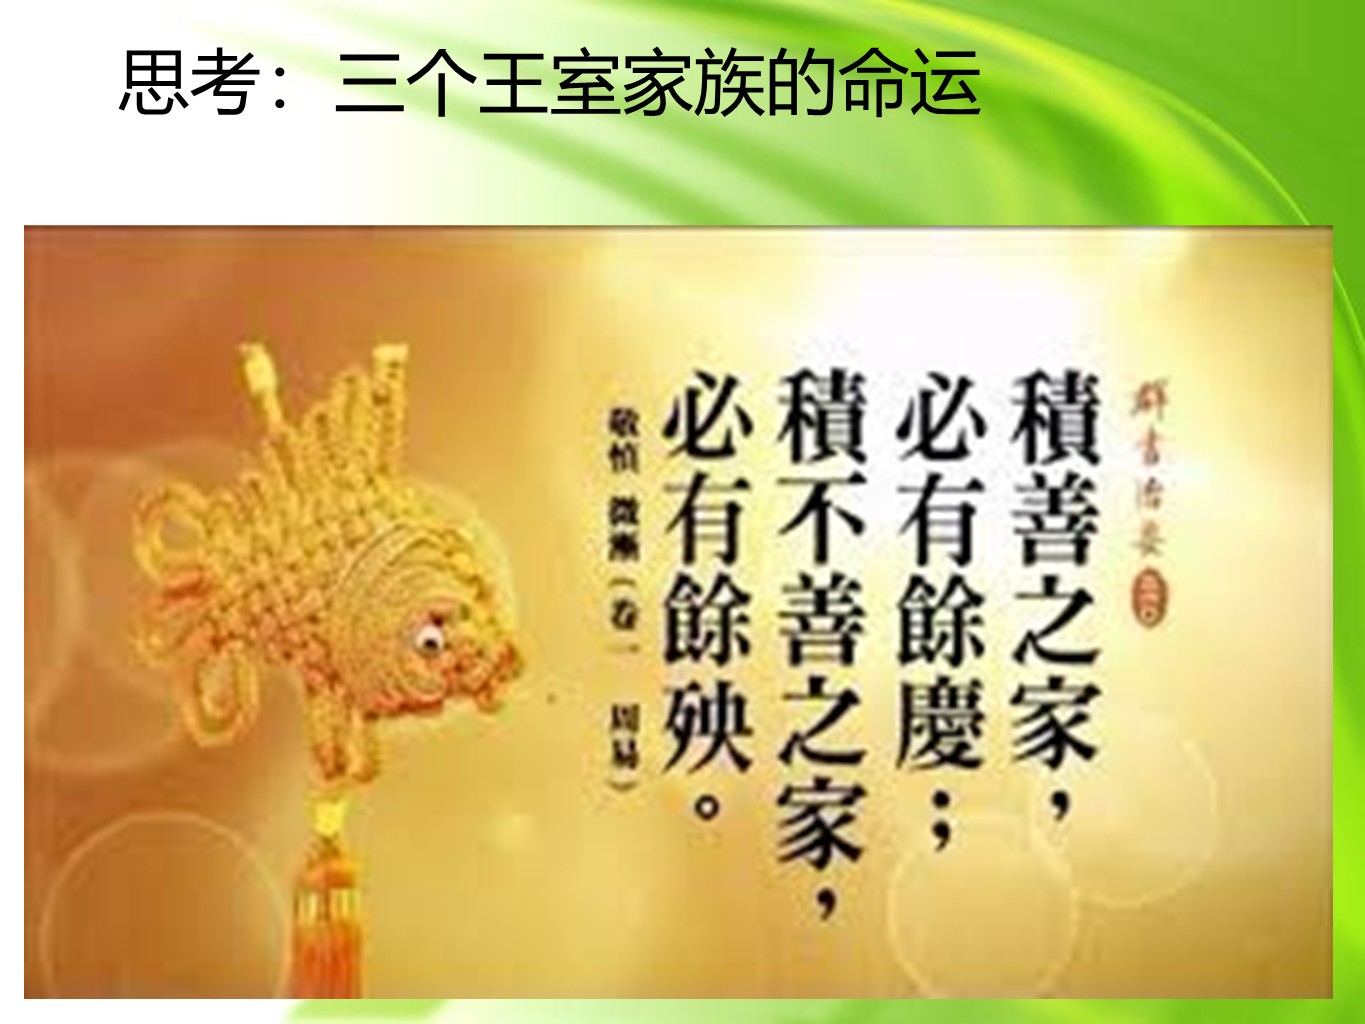 思考：三个王室家族的命运
群書治要
積善之家，
必有餘慶；
積不善之家，
必有餘殃。
敬慎 微漸（卷一 周易）